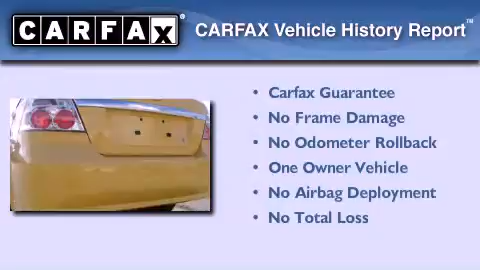 CARFAX® CARFAX Vehicle History Report™
• Carfax Guarantee
• No Frame Damage
• No Odometer Rollback
• One Owner Vehicle
• No Airbag Deployment
• No Total Loss